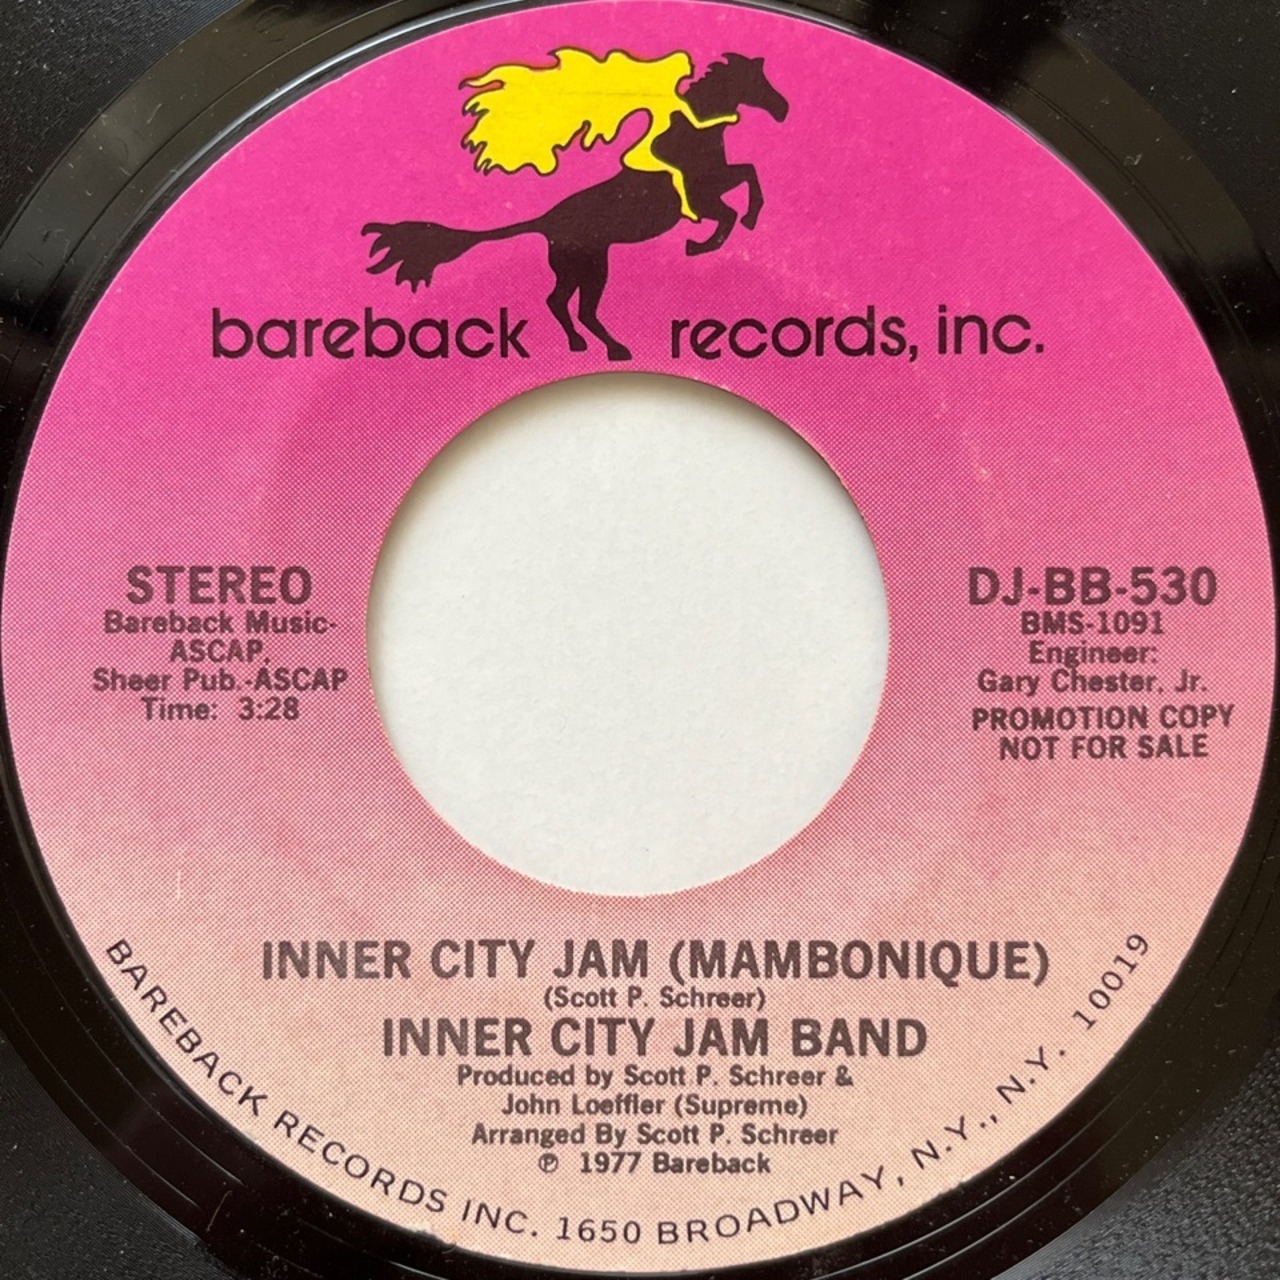 bareback records, inc.
STEREO
Bareback Music-
ASCAP,
Sheer Pub.-ASCAP
Time: 3:28
DJ-BB-530
BMS-1091
Engineer:
Gary Chester, Jr.
PROMOTION COPY
NOT FOR SALE
INNER CITY JAM (MAMBONIQUE)
(Scott P. Schreer)
INNER CITY JAM BAND
Produced by Scott P. Schreer &
John Loeffler (Supreme)
Arranged By Scott P. Schreer
℗ 1977 Bareback
BAREBACK RECORDS INC. 1650 BROADWAY, N.Y., N.Y. 10019